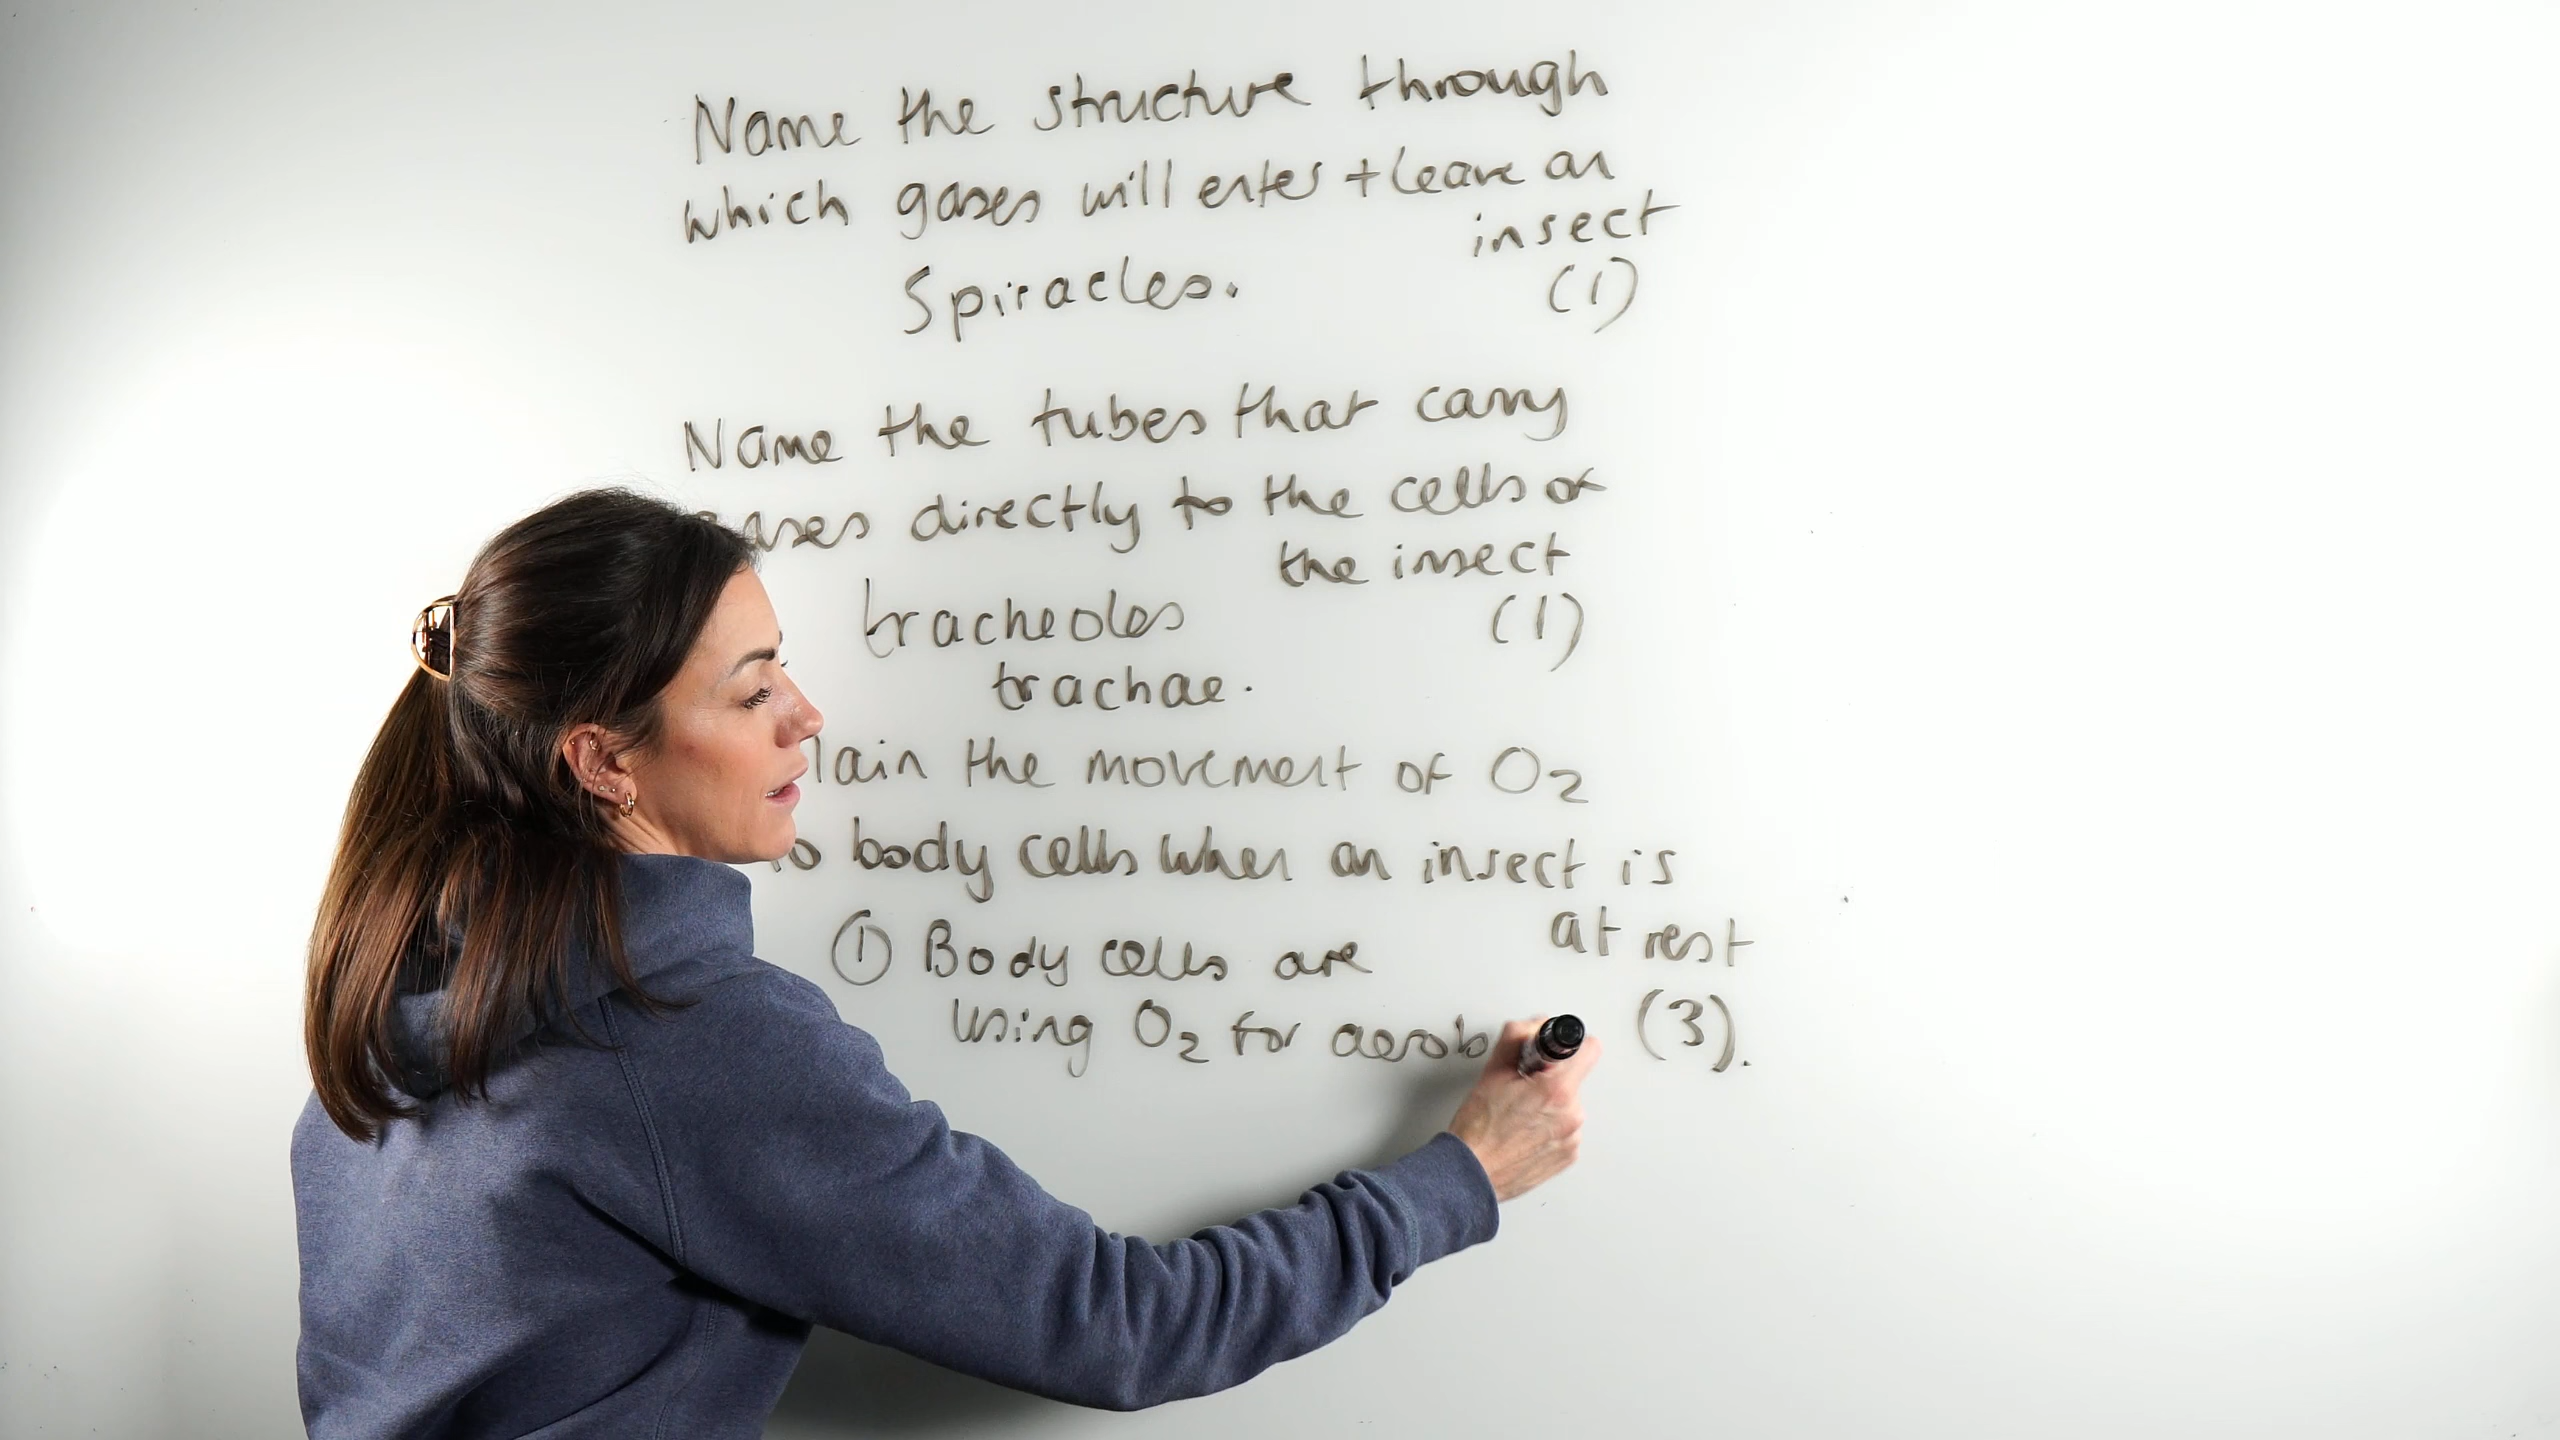 Name the structure through
which gases will enter + leave an
insect
Spiracles. (1)
Name the tubes that carry
ases directly to the cells of
the insect
tracheoles (1)
trachae.
lain the movement of O2
to body cells when an insect is
at rest
① Body cells are
using O2 for aerob (3).